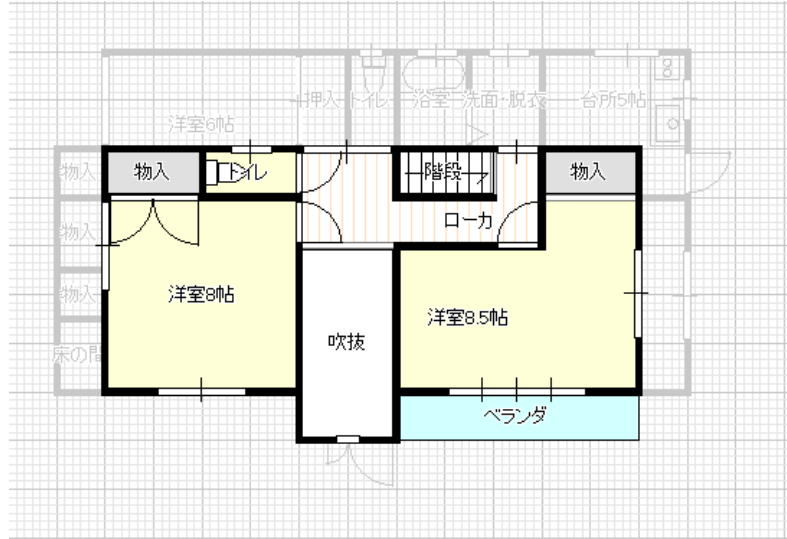 押入
トイレ
浴室
洗面・脱衣
台所5帖
洋室6帖
物入
物入
トイレ
階段
物入
物入
ローカ
洋室8帖
物入
洋室8.5帖
吹抜
床の間
ベランダ